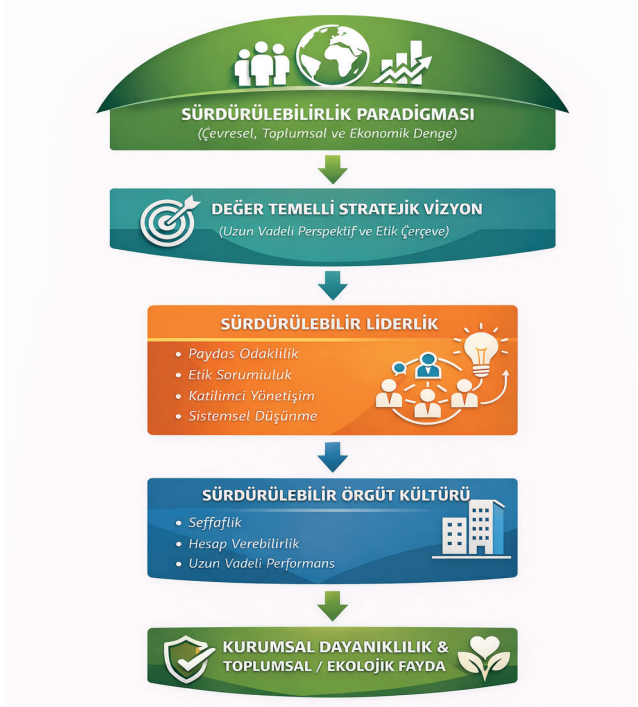 SÜRDÜRÜLEBİLİRLİK PARADİGMASI
(Çevresel, Toplumsal ve Ekonomik Denge)
DEĞER TEMELLİ STRATEJİK VİZYON
(Uzun Vadeli Perspektif ve Etik Çerçeve)
SÜRDÜRÜLEBİLİR LİDERLİK
• Paydas Odaklilik
• Etik Sorumiuluk
• Katilimci Yönetişim
• Sistemsel Düşünme
SÜRDÜRÜLEBİLİR ÖRGÜT KÜLTÜRÜ
• Seffaflik
• Hesap Verebilirlik
• Uzun Vadeli Performans
KURUMSAL DAYANIKLILIK &
TOPLUMSAL / EKOLOJİK FAYDA